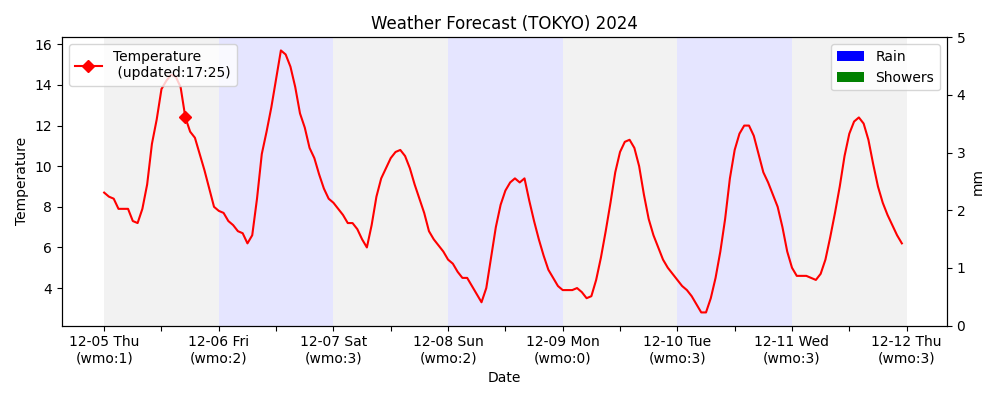 Weather Forecast (TOKYO) 2024
Temperature
(updated:17:25)
Rain
Showers
16
14
12
10
8
6
4
Temperature
5
4
3
2
1
0
mm
12-05 Thu
(wmo:1)
12-06 Fri
(wmo:2)
12-07 Sat
(wmo:3)
12-08 Sun
(wmo:2)
12-09 Mon
(wmo:0)
12-10 Tue
(wmo:3)
12-11 Wed
(wmo:3)
12-12 Thu
(wmo:3)
Date